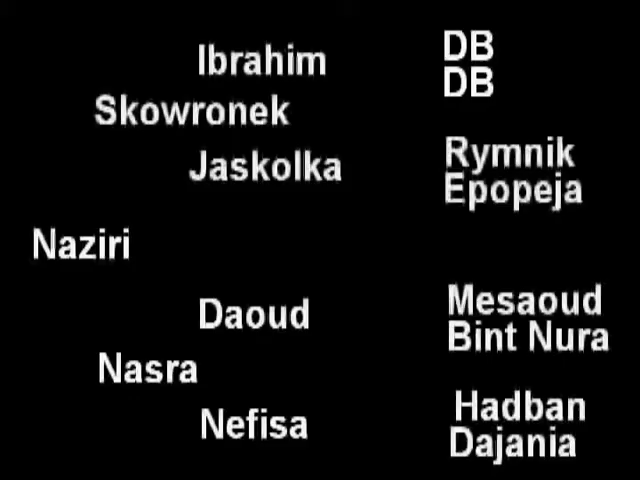 Ibrahim
DB
DB
Skowronek
Jaskolka
Rymnik
Epopeja
Naziri
Daoud
Mesaoud
Bint Nura
Nasra
Nefisa
Hadban
Dajania